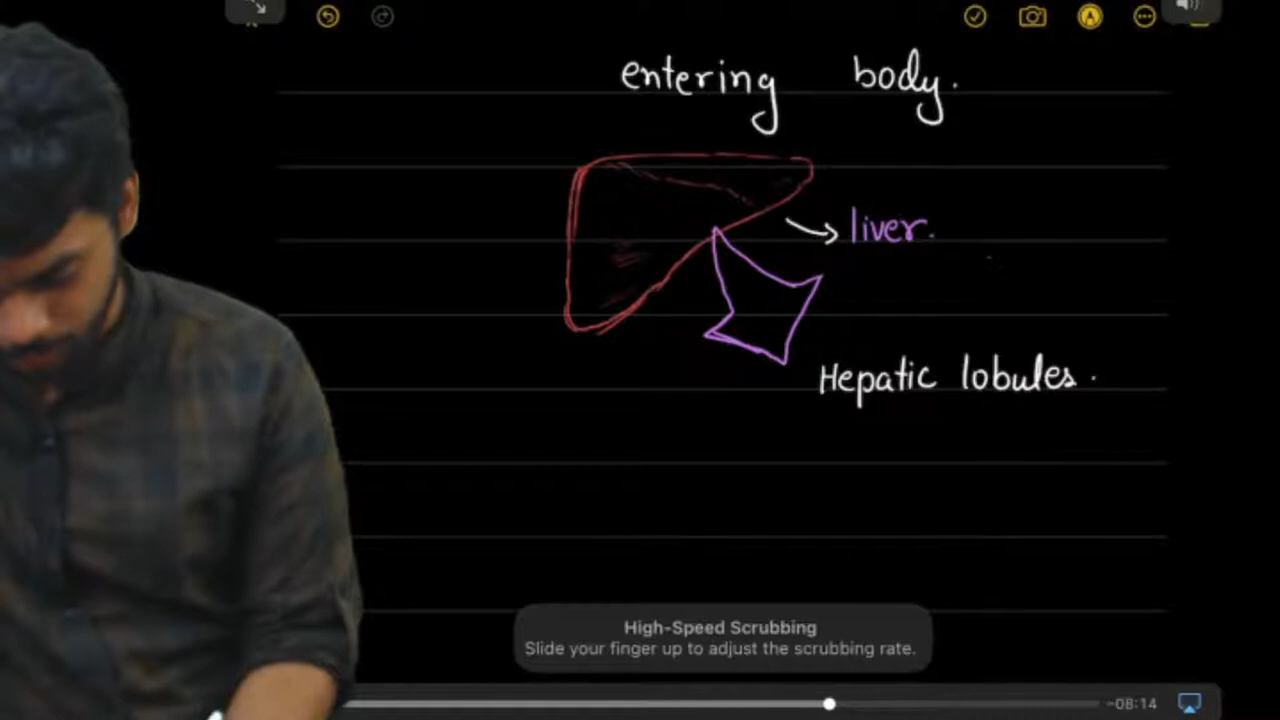 entering body.
liver.
Hepatic lobules.
High-Speed Scrubbing
Slide your finger up to adjust the scrubbing rate.
-08:14